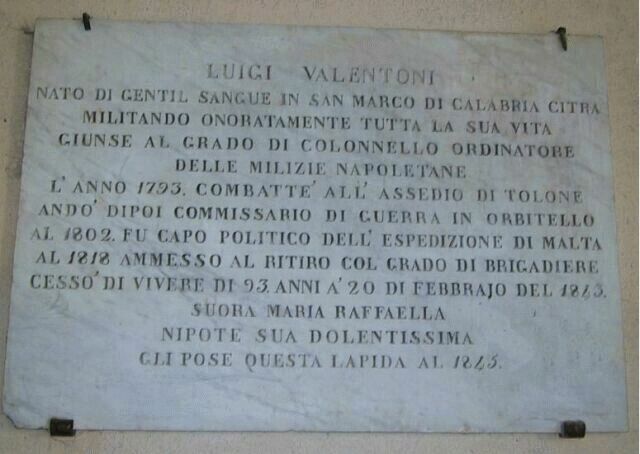 LUIGI VALENTONI
NATO DI GENTIL SANGUE IN SAN MARCO DI CALABRIA CITRA
MILITANDO ONORATAMENTE TUTTA LA SUA VITA
GIUNSE AL GRADO DI COLONNELLO ORDINATORE
DELLE MILIZIE NAPOLETANE
L'ANNO 1793. COMBATTE' ALL' ASSEDIO DI TOLONE
ANDO' DIPOI COMMISSARIO DI GUERRA IN ORBITELLO
AL 1802. FU CAPO POLITICO DELL' ESPEDIZIONE DI MALTA
AL 1818 AMMESSO AL RITIRO COL GRADO DI BRIGADIERE
CESSO' DI VIVERE DI 93. ANNI A' 20 DI FEBBRAJO DEL 1843.
SUORA MARIA RAFFAELLA
NIPOTE SUA DOLENTISSIMA
GLI POSE QUESTA LAPIDA AL 1845.